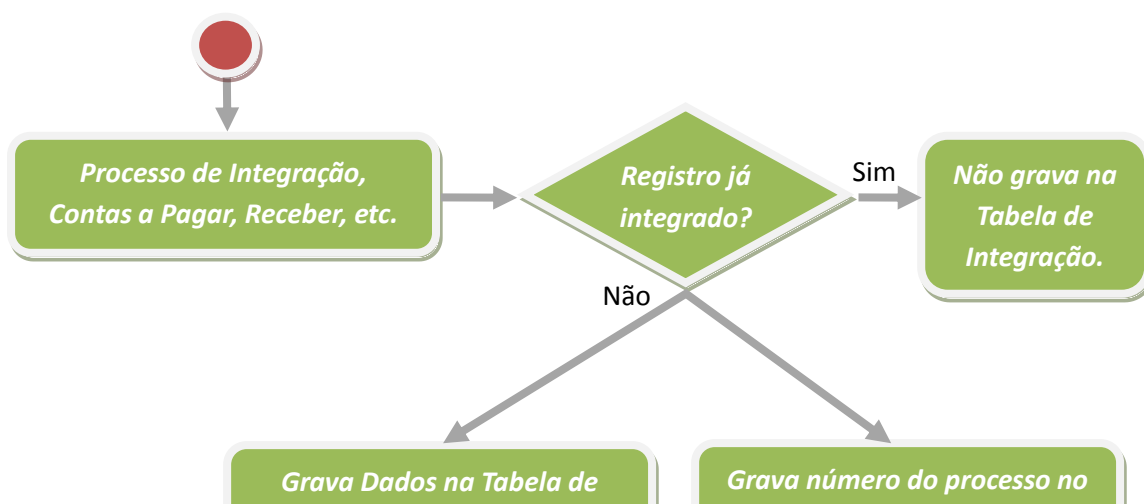 Processo de Integração,
Contas a Pagar, Receber, etc.
Registro já
integrado?
Sim
Não grava na
Tabela de
Integração.
Não
Grava Dados na Tabela de
Grava número do processo no